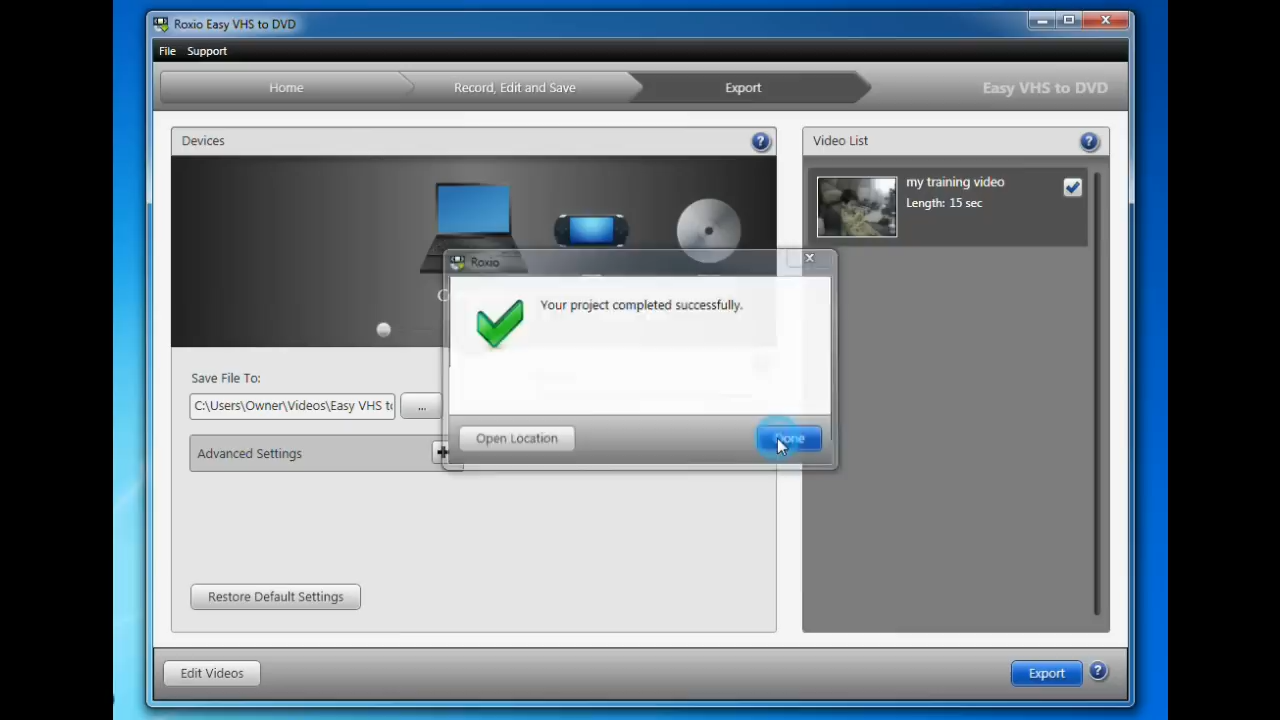 Roxio Easy VHS to DVD
File Support
Home
Record, Edit and Save
Export
Easy VHS to DVD
Devices
Video List
my training video
Length: 15 sec
Roxio
Your project completed successfully.
Save File To:
C:\Users\Owner\Videos\Easy VHS
...
Open Location
Done
Advanced Settings
Restore Default Settings
Edit Videos
Export